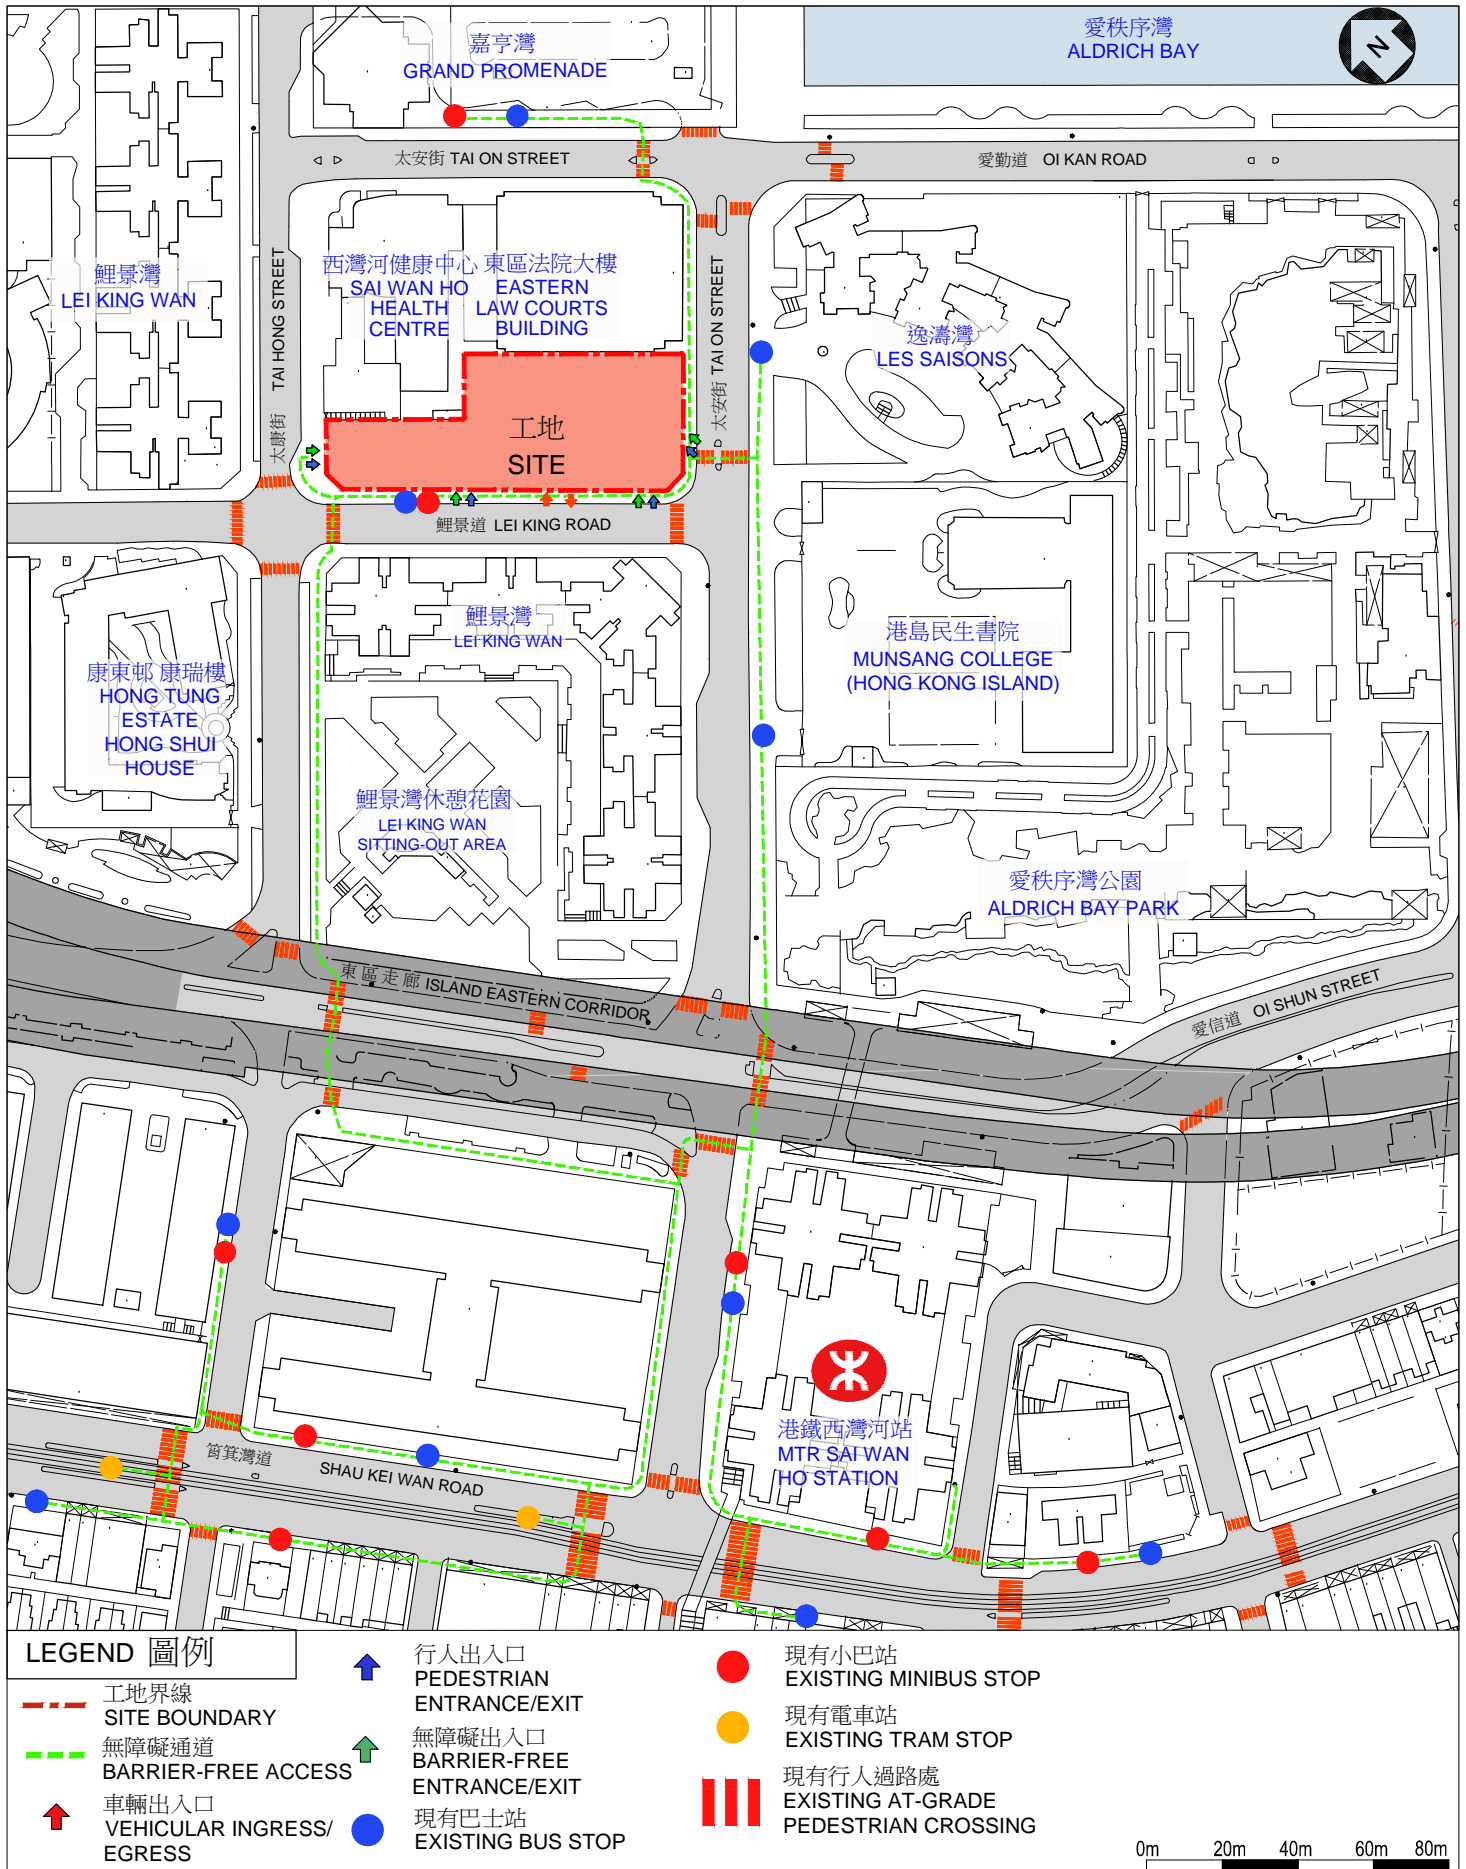 嘉亨灣
GRAND PROMENADE
愛秩序灣
ALDRICH BAY
N
太安街 TAI ON STREET
愛勤道 OI KAN ROAD
鯉景灣
LEI KING WAN
太康街 TAI HONG STREET
西灣河健康中心
SAI WAN HO
HEALTH
CENTRE
東區法院大樓
EASTERN
LAW COURTS
BUILDING
太安街 TAI ON STREET
逸濤灣
LES SAISONS
工地
SITE
鯉景道 LEI KING ROAD
鯉景灣
LEI KING WAN
港島民生書院
MUNSANG COLLEGE
(HONG KONG ISLAND)
康東邨 康瑞樓
HONG TUNG
ESTATE
HONG SHUI
HOUSE
鯉景灣休憩花園
LEI KING WAN
SITTING-OUT AREA
愛秩序灣公園
ALDRICH BAY PARK
東區走廊 ISLAND EASTERN CORRIDOR
愛信道 OI SHUN STREET
港鐵西灣河站
MTR SAI WAN
HO STATION
筲箕灣道 SHAU KEI WAN ROAD
LEGEND 圖例
工地界線
SITE BOUNDARY
無障礙通道
BARRIER-FREE ACCESS
車輛出入口
VEHICULAR INGRESS/
EGRESS
行人出入口
PEDESTRIAN
ENTRANCE/EXIT
無障礙出入口
BARRIER-FREE
ENTRANCE/EXIT
現有巴士站
EXISTING BUS STOP
現有小巴站
EXISTING MINIBUS STOP
現有電車站
EXISTING TRAM STOP
現有行人過路處
EXISTING AT-GRADE
PEDESTRIAN CROSSING
0m 20m 40m 60m 80m